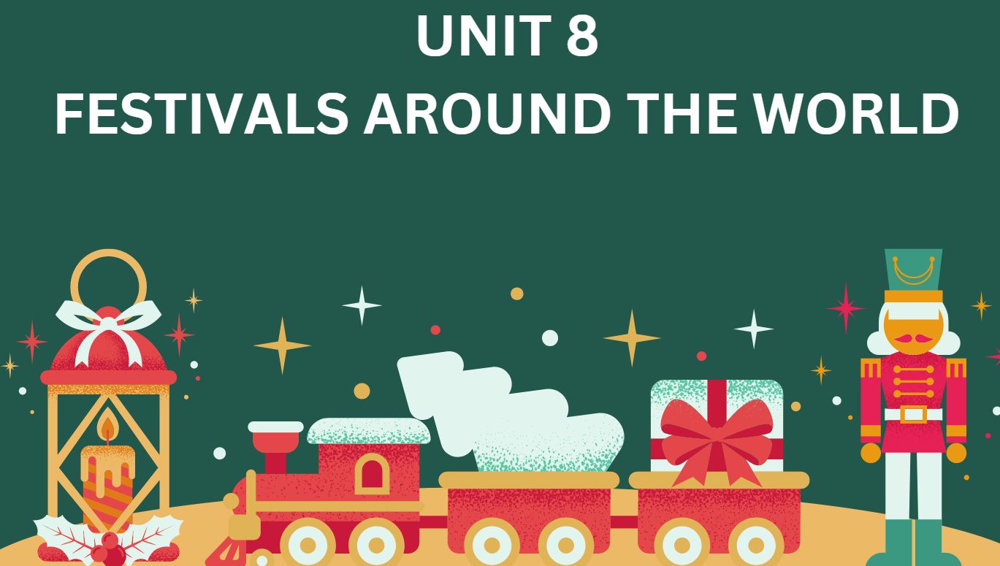 UNIT 8
FESTIVALS AROUND THE WORLD